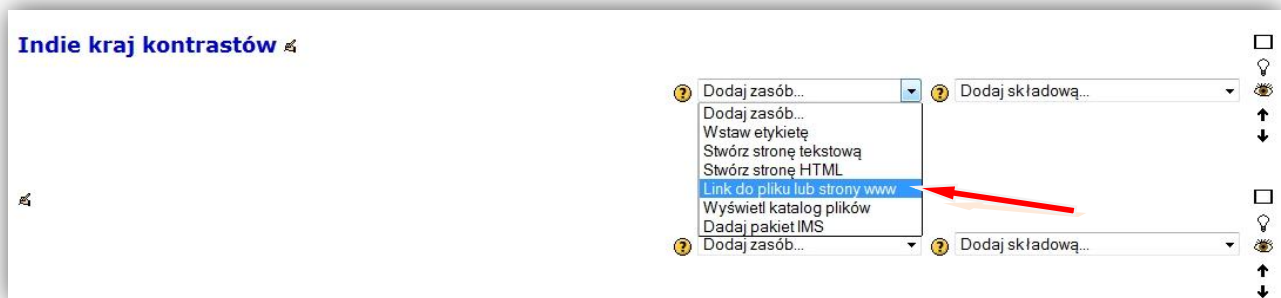 Indie kraj kontrastów
Dodaj zasób... Dodaj składową...
Dodaj zasób...
Wstaw etykietę
Stwórz stronę tekstową
Stwórz stronę HTML
Link do pliku lub strony www
Wyświetl katalog plików
Dadaj pakiet IMS
Dodaj zasób... Dodaj składową...